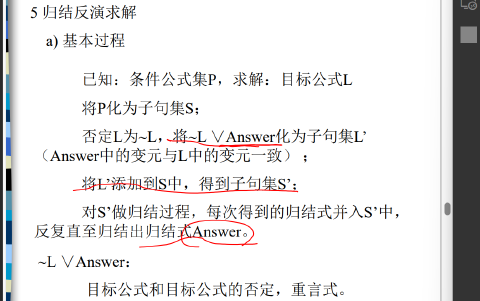 5 归结反演求解
a) 基本过程
已知：条件公式集P，求解：目标公式L
将P化为子句集S；
否定L为~L，将~L ∨Answer化为子句集L’
（Answer中的变元与L中的变元一致）；
将L’添加到S中，得到子句集S’；
对S’做归结过程，每次得到的归结式并入S’中，
反复直至归结出归结式Answer。
~L ∨Answer：
目标公式和目标公式的否定，重言式。